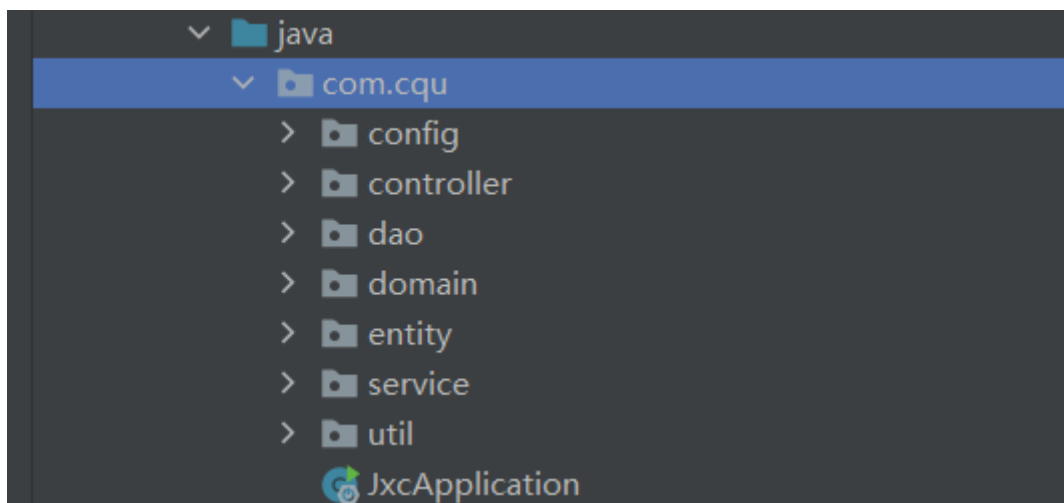 java
com.cqu
config
controller
dao
domain
entity
service
util
JxcApplication